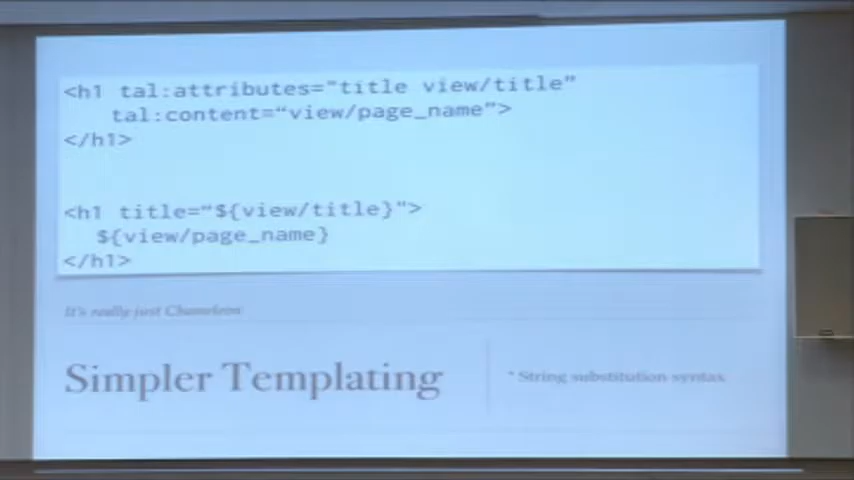 <h1 tal:attributes="title view/title"
tal:content="view/page_name">
</h1>
<h1 title="${view/title}">
${view/page_name}
</h1>
It's really just Chameleon
Simpler Templating
* String substitution syntax